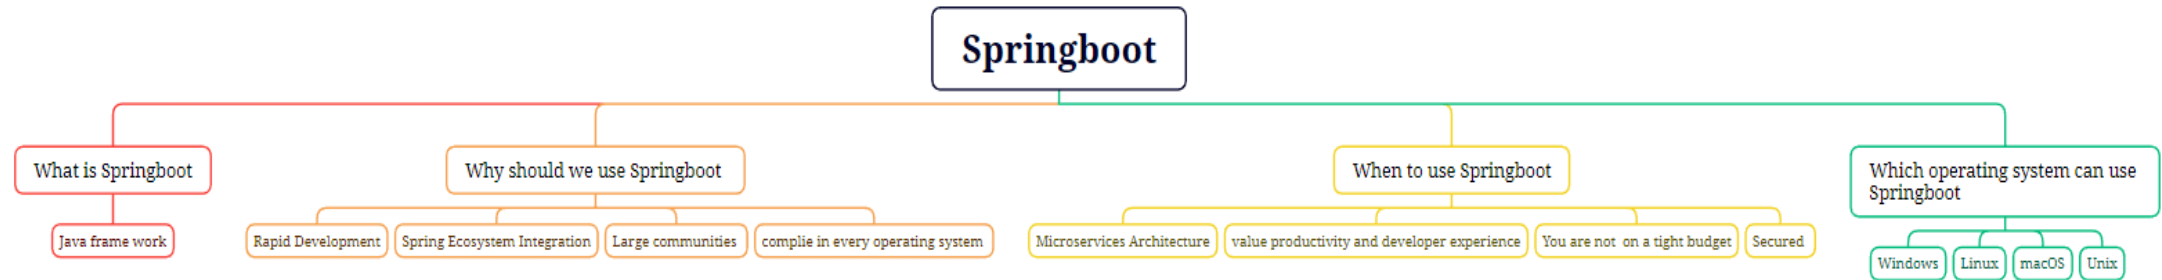 Springboot
What is Springboot
Why should we use Springboot
When to use Springboot
Which operating system can use
Springboot
Java frame work
Rapid Development
Spring Ecosystem Integration
Large communities
complie in every operating system
Microservices Architecture
value productivity and developer experience
You are not on a tight budget
Secured
Windows
Linux
macOS
Unix